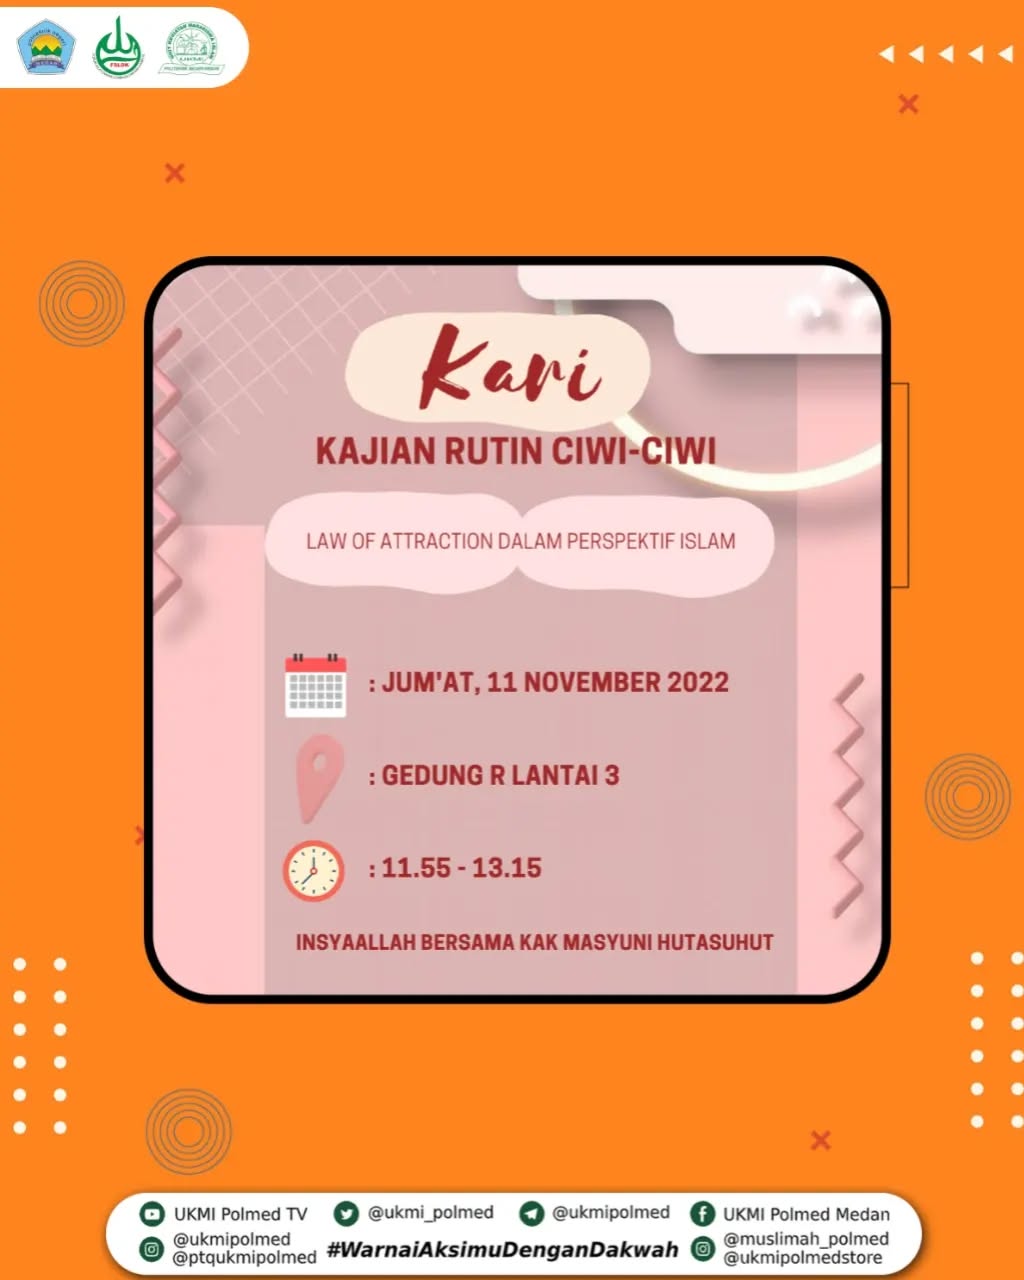 FSLDK
Kari
KAJIAN RUTIN CIWI-CIWI
LAW OF ATTRACTION DALAM PERSPEKTIF ISLAM
: JUM'AT, 11 NOVEMBER 2022
: GEDUNG R LANTAI 3
: 11.55 - 13.15
INSYAALLAH BERSAMA KAK MASYUNI HUTASUHUT
UKMI Polmed TV
@ukmi_polmed
@ukmipolmed
UKMI Polmed Medan
@ukmipolmed
@ptqukmipolmed
#WarnaiAksimuDenganDakwah
@muslimah_polmed
@ukmipolmedstore